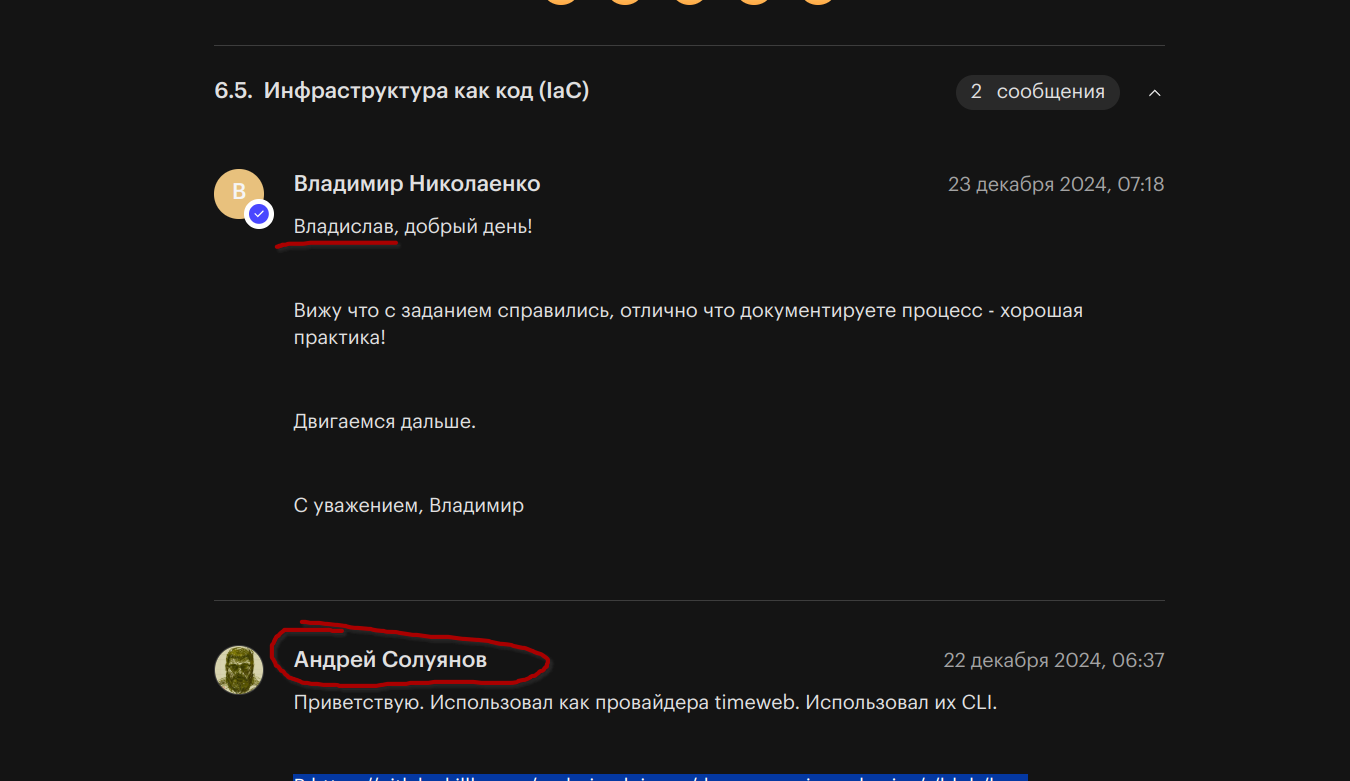 6.5. Инфраструктура как код (IaC)
2 сообщения
В
Владимир Николаенко
23 декабря 2024, 07:18
Владислав, добрый день!
Вижу что с заданием справились, отлично что документируете процесс - хорошая
практика!
Двигаемся дальше.
С уважением, Владимир
Андрей Солуянов
22 декабря 2024, 06:37
Приветствую. Использовал как провайдера timeweb. Использовал их CLI.